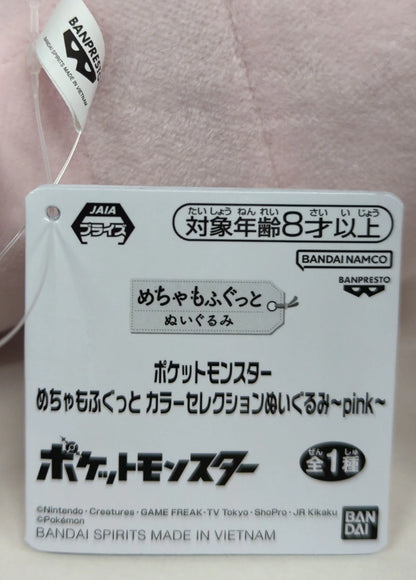 BANPRESTO
BANDAI SPIRITS MADE IN VIETNAM
JAIA
プライズ
たいしょうねんれい さい いじょう
対象年齢8才以上
BANDAI NAMCO
BANPRESTO
めちゃもふぐっと
ぬいぐるみ
ポケットモンスター
めちゃもふぐっと カラーセレクションぬいぐるみ～pink～
ポケットモンスター
ぜん しゅ
全1種
©Nintendo・Creatures・GAME FREAK・TV Tokyo・ShoPro・JR Kikaku
©Pokémon
BANDAI SPIRITS MADE IN VIETNAM
BANDAI